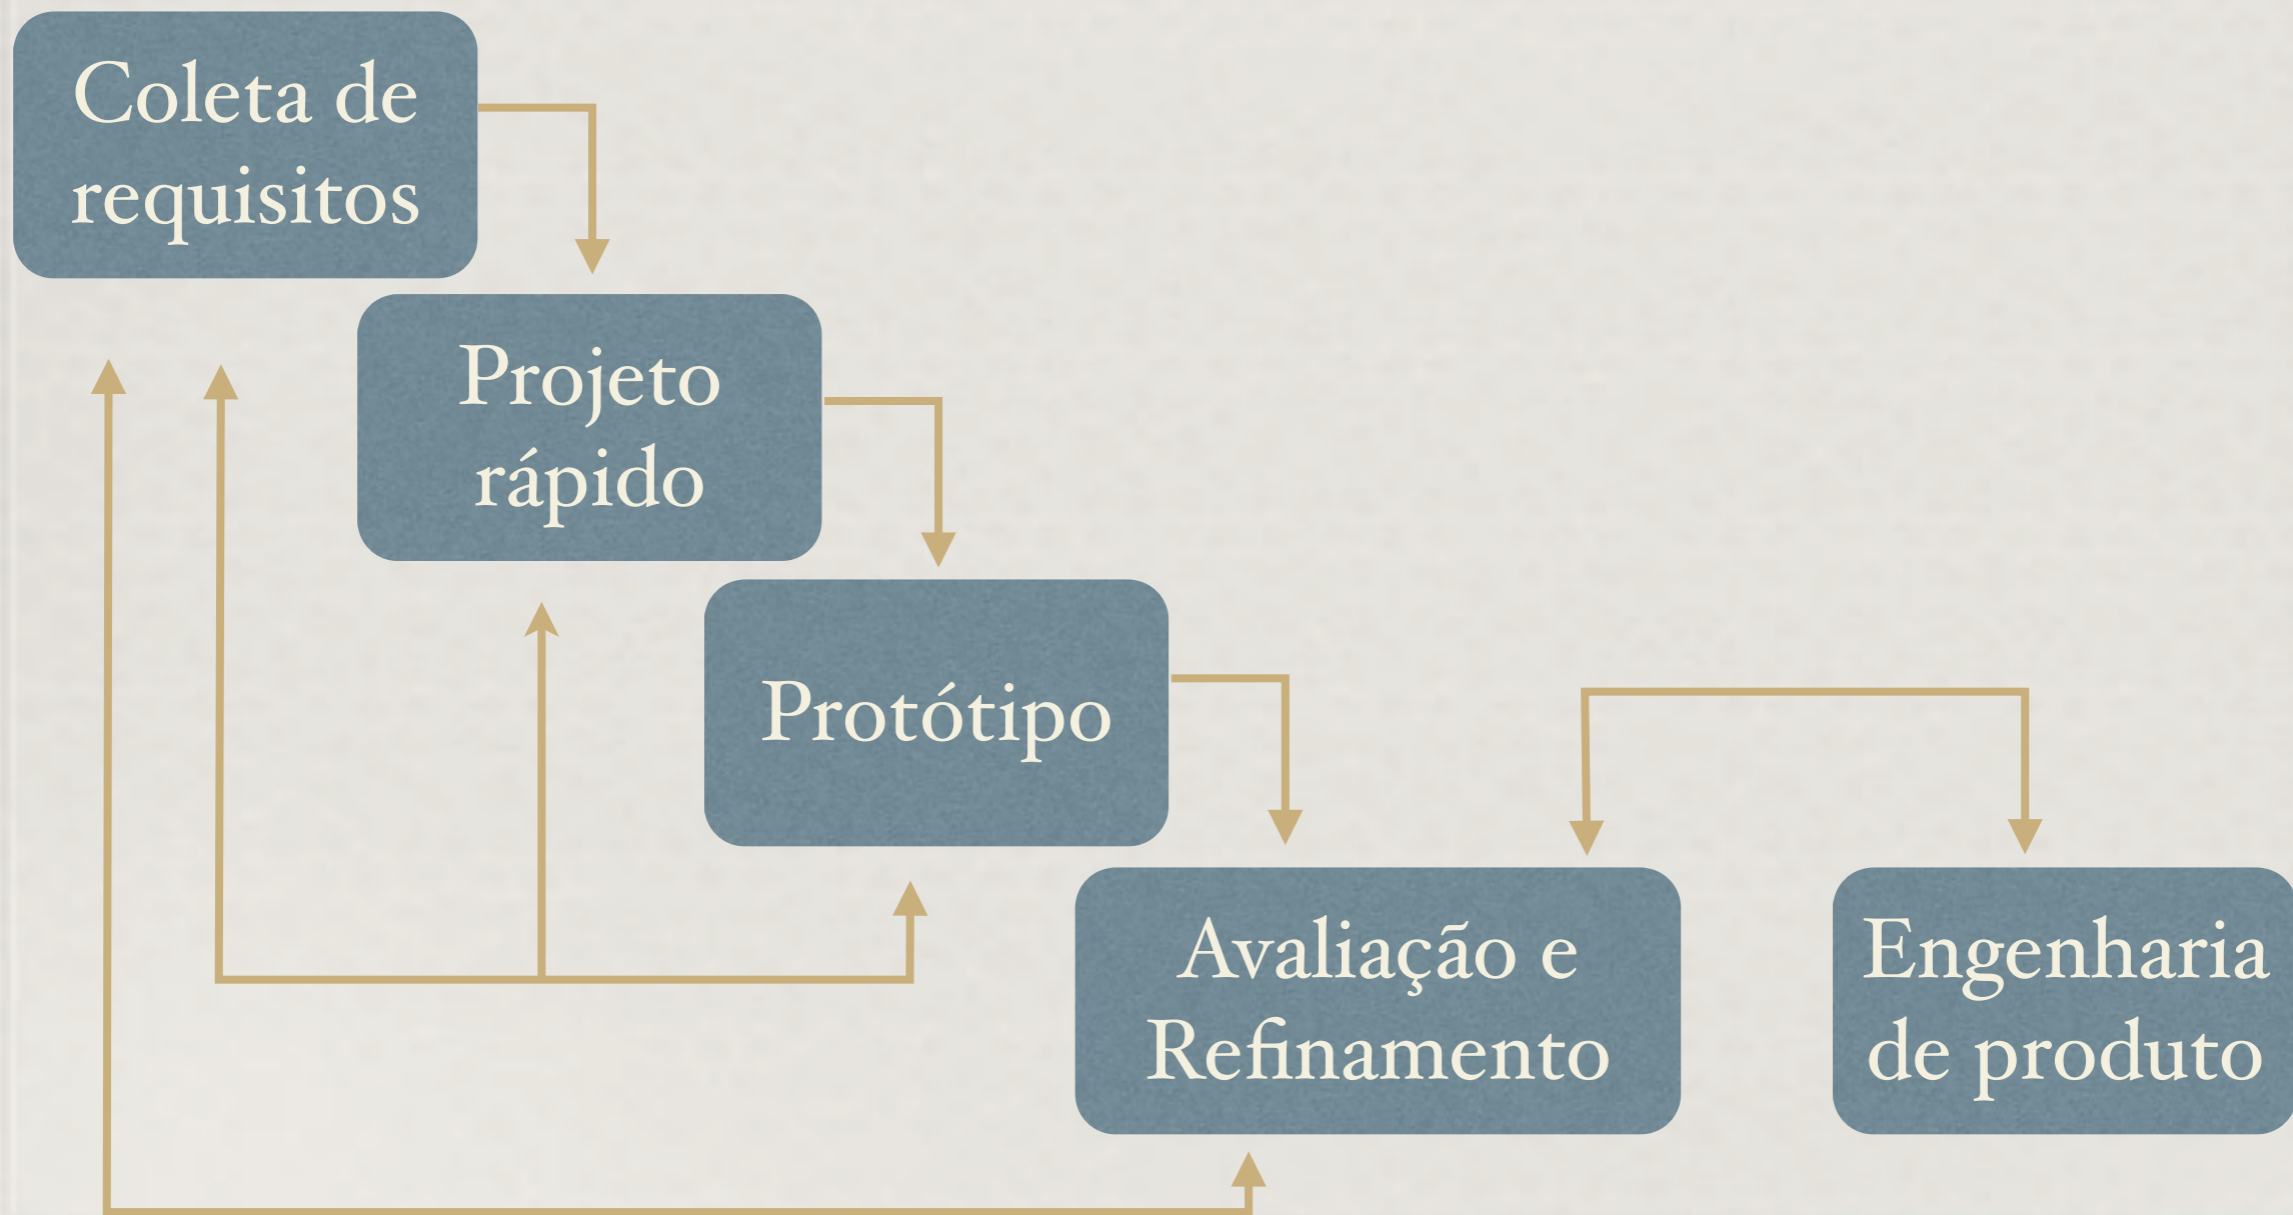 Coleta de
requisitos
Projeto
rápido
Protótipo
Avaliação e
Refinamento
Engenharia
de produto